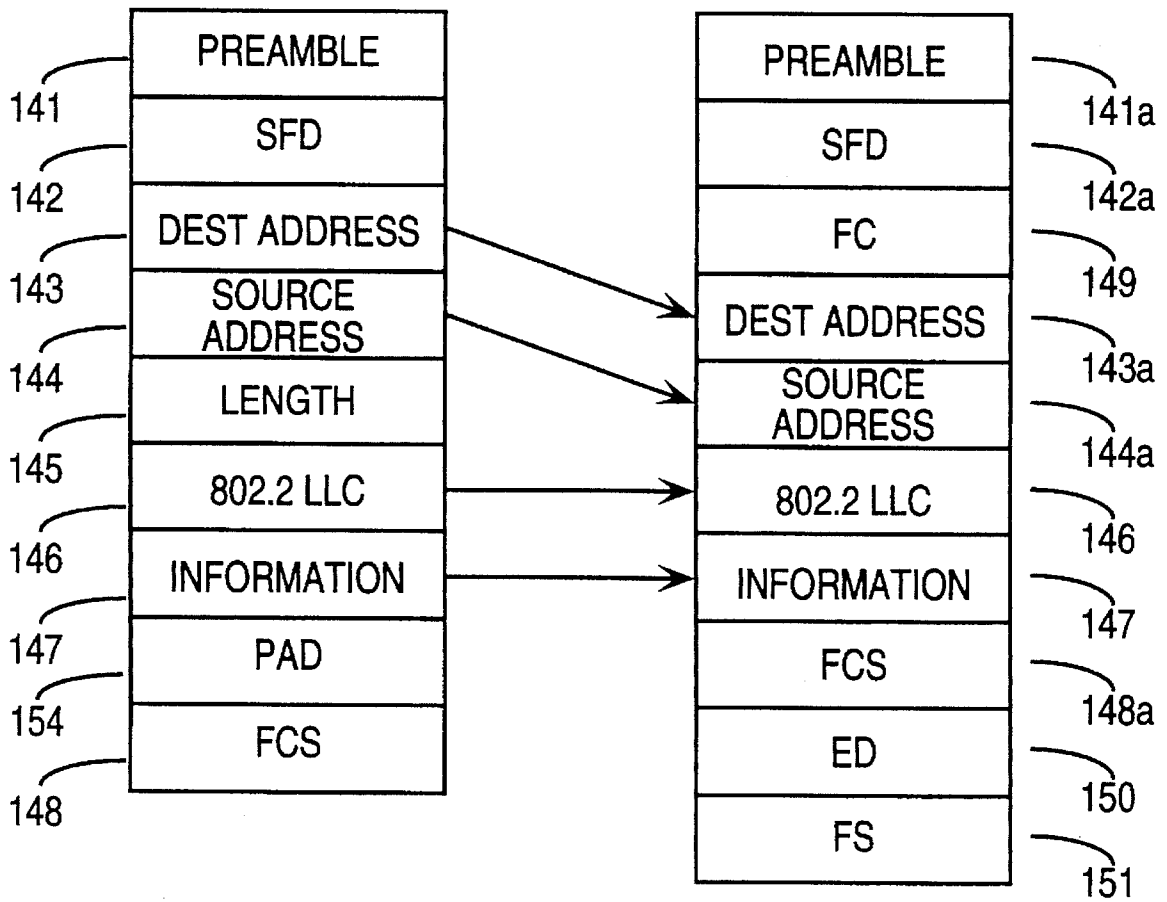 PREAMBLE
141
SFD
142
DEST ADDRESS
143
SOURCE
ADDRESS
144
LENGTH
145
802.2 LLC
146
INFORMATION
147
PAD
154
FCS
148
PREAMBLE
141a
SFD
142a
FC
149
DEST ADDRESS
143a
SOURCE
ADDRESS
144a
802.2 LLC
146
INFORMATION
147
FCS
148a
ED
150
FS
151